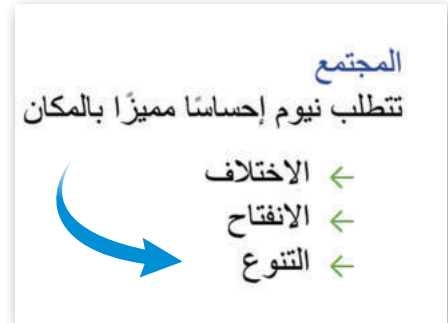 المجتمع
تتطلب نيوم إحساسًا مميزًا بالمكان
← الاختلاف
← الانفتاح
← التنوع